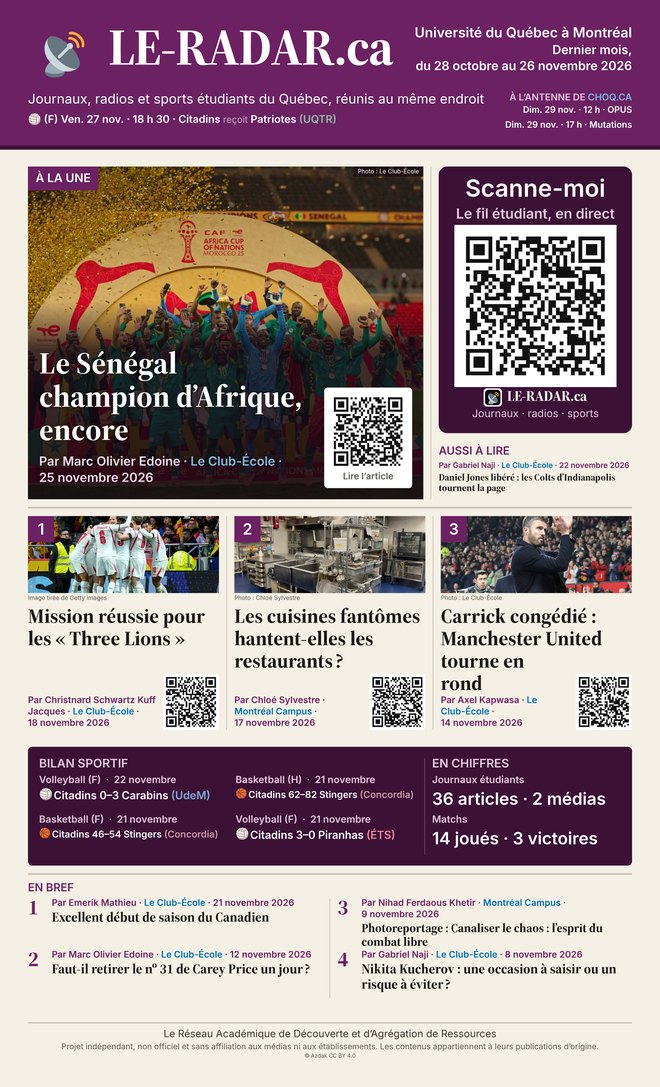 LE-RADAR.ca
Université du Québec à Montréal
Dernier mois,
du 28 octobre au 26 novembre 2026
Journaux, radios et sports étudiants du Québec, réunis au même endroit
(F) Ven. 27 nov. · 18 h 30 · Citadins reçoit Patriotes (UQTR)
À L'ANTENNE DE CHOQ.CA
Dim. 29 nov. · 12 h · OPUS
Dim. 29 nov. · 17 h · Mutations
À LA UNE
Photo : Le Club-École
CAF
AFRICA CUP
OF NATIONS
MOROCCO 25
SENEGAL
Le Sénégal
champion d'Afrique,
encore
Par Marc Olivier Edoine · Le Club-École ·
25 novembre 2026
Lire l'article
Scanne-moi
Le fil étudiant, en direct
LE-RADAR.ca
Journaux · radios · sports
AUSSI À LIRE
Par Gabriel Naji · Le Club-École · 22 novembre 2026
Daniel Jones libéré : les Colts d'Indianapolis
tournent la page
1
Image tirée de Getty Images
Mission réussie pour
les « Three Lions »
Par Christnard Schwartz Kuff
Jacques · Le Club-École ·
18 novembre 2026
2
Photo : Chloé Sylvestre
Les cuisines fantômes
hantent-elles les
restaurants ?
Par Chloé Sylvestre ·
Montréal Campus ·
17 novembre 2026
3
Photo : Le Club-École
Carrick congédié :
Manchester United
tourne en
rond
Par Axel Kapwasa · Le
Club-École ·
14 novembre 2026
BILAN SPORTIF
Volleyball (F) · 22 novembre
Citadins 0–3 Carabins (UdeM)
Basketball (H) · 21 novembre
Citadins 62–82 Stingers (Concordia)
Basketball (F) · 21 novembre
Citadins 46–54 Stingers (Concordia)
Volleyball (F) · 21 novembre
Citadins 3–0 Piranhas (ÉTS)
EN CHIFFRES
Journaux étudiants
36 articles · 2 médias
Matchs
14 joués · 3 victoires
EN BREF
1
Par Emerik Mathieu · Le Club-École · 21 novembre 2026
Excellent début de saison du Canadien
2
Par Marc Olivier Edoine · Le Club-École · 12 novembre 2026
Faut-il retirer le nº 31 de Carey Price un jour ?
3
Par Nihad Ferdaous Khetir · Montréal Campus ·
9 novembre 2026
Photoreportage : Canaliser le chaos : l'esprit du
combat libre
4
Par Gabriel Naji · Le Club-École · 8 novembre 2026
Nikita Kucherov : une occasion à saisir ou un
risque à éviter ?
Le Réseau Académique de Découverte et d'Agrégation de Ressources
Projet indépendant, non officiel et sans affiliation aux médias ni aux établissements. Les contenus appartiennent à leurs publications d'origine.
© Azdak CC BY 4.0